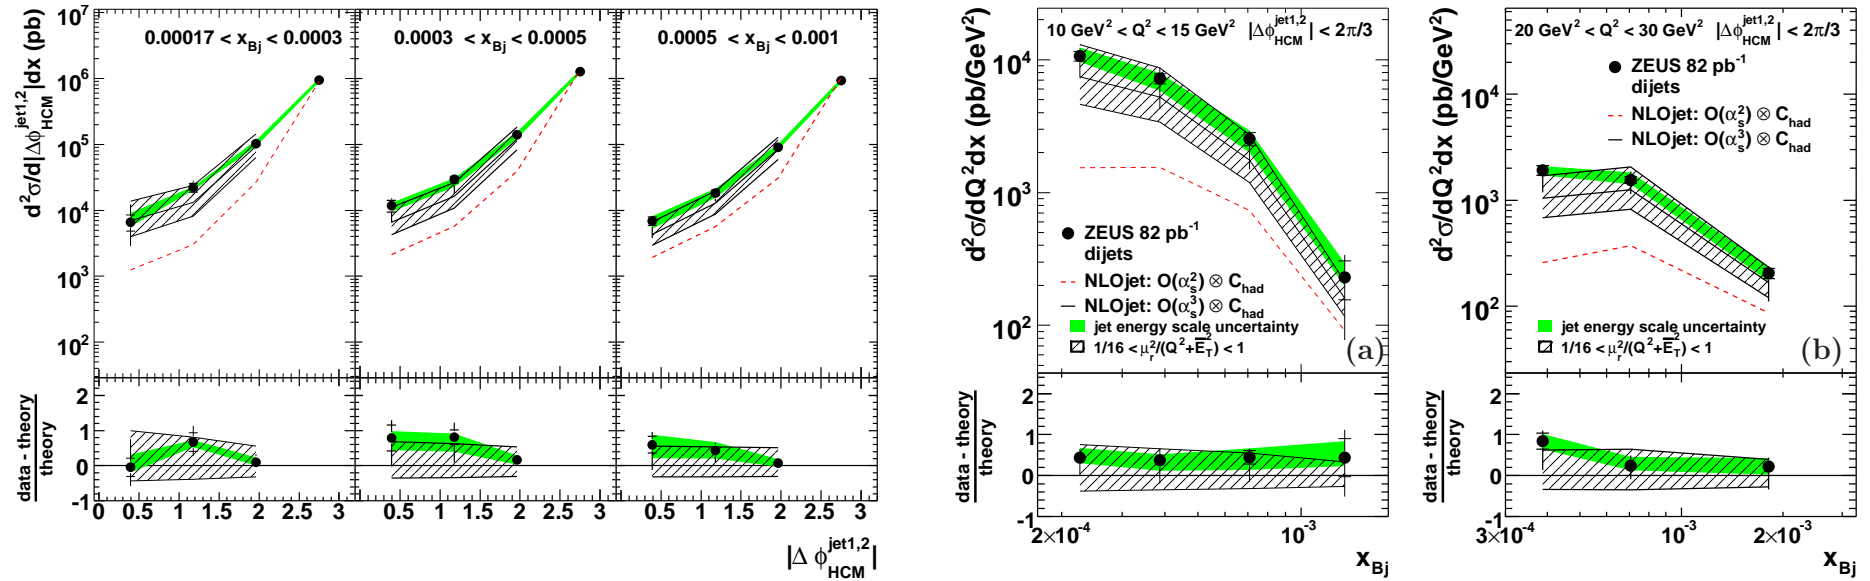 d²σ/d|Δϕ_HCM^jet1,2|dx (pb)
10⁷
10⁶
10⁵
10⁴
10³
10²
0.00017 < x_Bj < 0.0003
0.0003 < x_Bj < 0.0005
0.0005 < x_Bj < 0.001
data - theory
theory
2
1
0
-1
0 0.5 1 1.5 2 2.5 3
0.5 1 1.5 2 2.5 3
0.5 1 1.5 2 2.5 3
|Δ ϕ_HCM^jet1,2|
d²σ/dQ²dx (pb/GeV²)
10⁴
10³
10²
10 GeV² < Q² < 15 GeV² |Δϕ_HCM^jet1,2| < 2π/3
ZEUS 82 pb⁻¹
dijets
NLOjet: O(α_s²) ⊗ C_had
NLOjet: O(α_s³) ⊗ C_had
jet energy scale uncertainty
1/16 < μ_r²/(Q²+E̅_T²) < 1
(a)
data - theory
theory
2
1
0
-1
2×10⁻⁴ 10⁻³
x_Bj
d²σ/dQ²dx (pb/GeV²)
10⁴
10³
10²
20 GeV² < Q² < 30 GeV² |Δϕ_HCM^jet1,2| < 2π/3
ZEUS 82 pb⁻¹
dijets
NLOjet: O(α_s²) ⊗ C_had
NLOjet: O(α_s³) ⊗ C_had
jet energy scale uncertainty
1/16 < μ_r²/(Q²+E̅_T²) < 1
(b)
data - theory
theory
2
1
0
-1
3×10⁻⁴ 10⁻³ 2×10⁻³
x_Bj